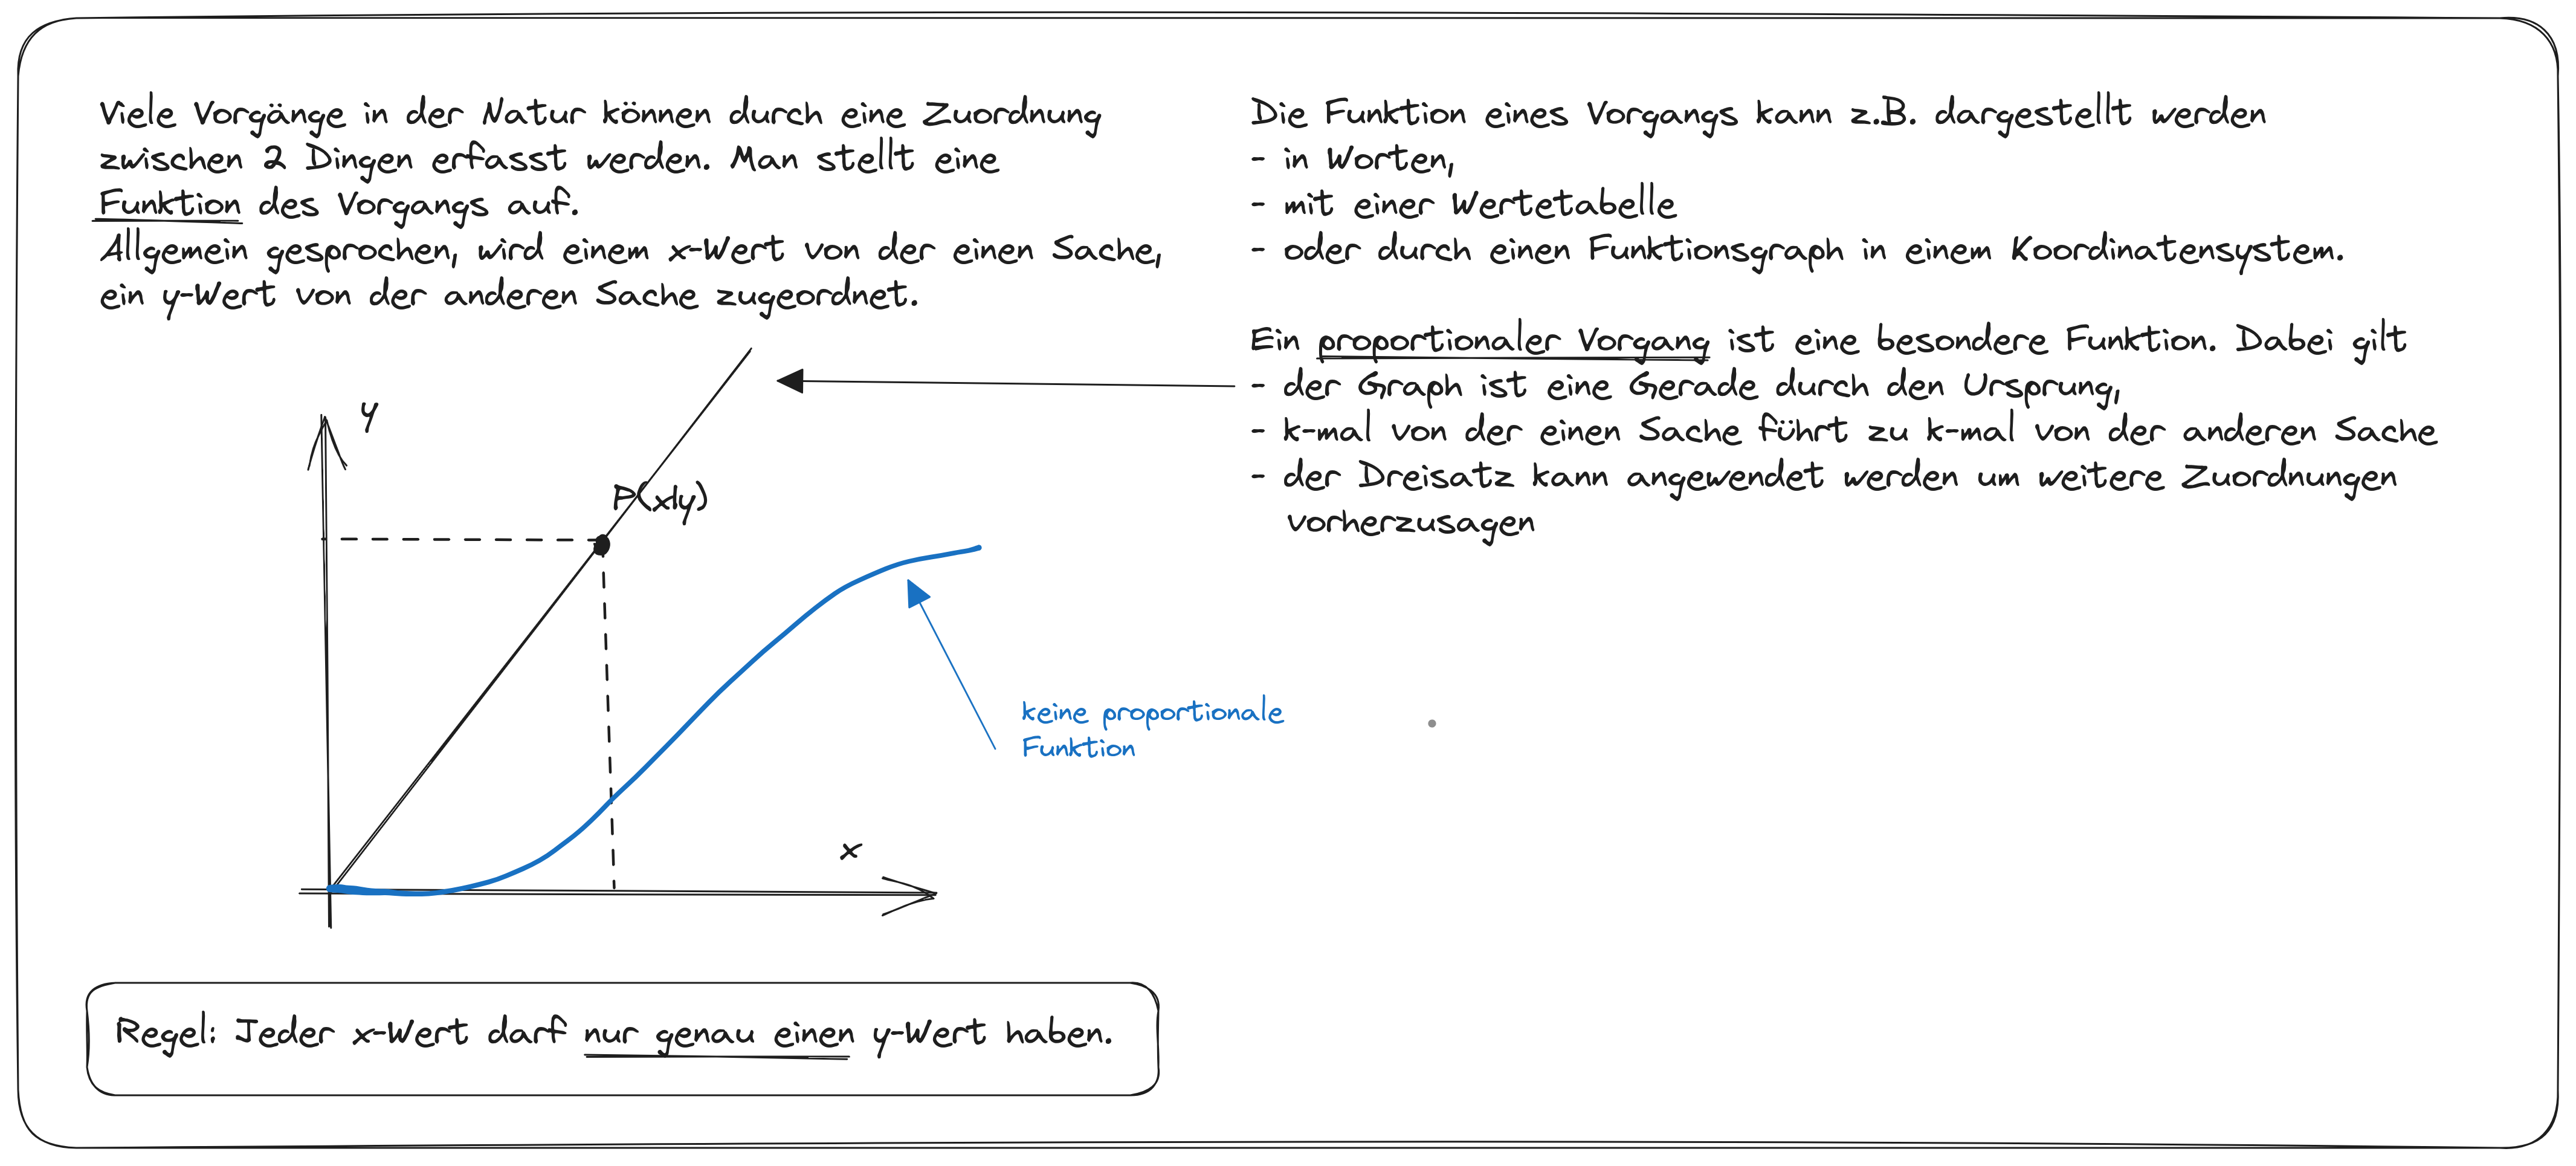 Viele Vorgänge in der Natur können durch eine Zuordnung
zwischen 2 Dingen erfasst werden. Man stellt eine
Funktion des Vorgangs auf.
Allgemein gesprochen, wird einem x-Wert von der einen Sache,
ein y-Wert von der anderen Sache zugeordnet.
y
P(x|y)
x
keine proportionale
Funktion
Regel: Jeder x-Wert darf nur genau einen y-Wert haben.
Die Funktion eines Vorgangs kann z.B. dargestellt werden
- in Worten,
- mit einer Wertetabelle
- oder durch einen Funktionsgraph in einem Koordinatensystem.
Ein proportionaler Vorgang ist eine besondere Funktion. Dabei gilt
- der Graph ist eine Gerade durch den Ursprung,
- k-mal von der einen Sache führt zu k-mal von der anderen Sache
- der Dreisatz kann angewendet werden um weitere Zuordnungen
vorherzusagen